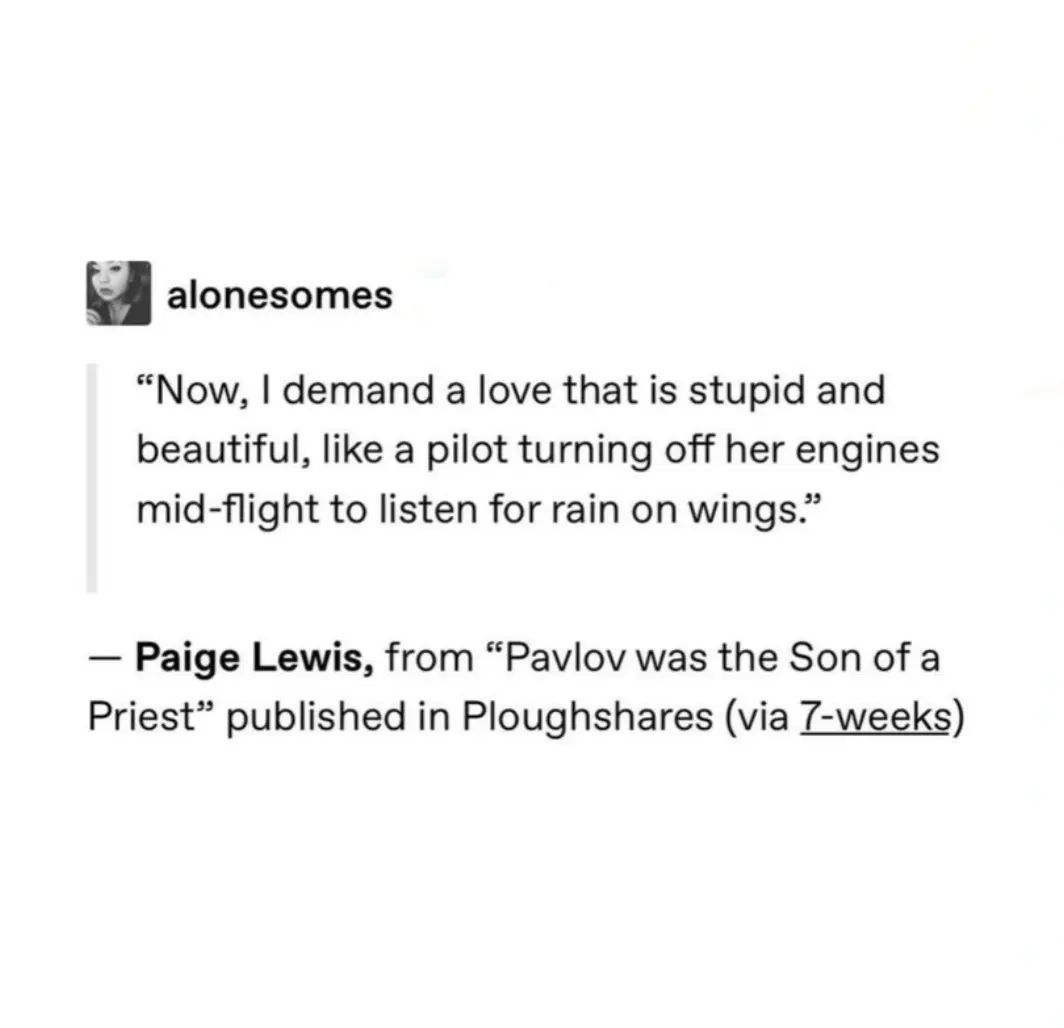 alonesomes
“Now, I demand a love that is stupid and
beautiful, like a pilot turning off her engines
mid-flight to listen for rain on wings.”
— Paige Lewis, from “Pavlov was the Son of a
Priest” published in Ploughshares (via 7-weeks)